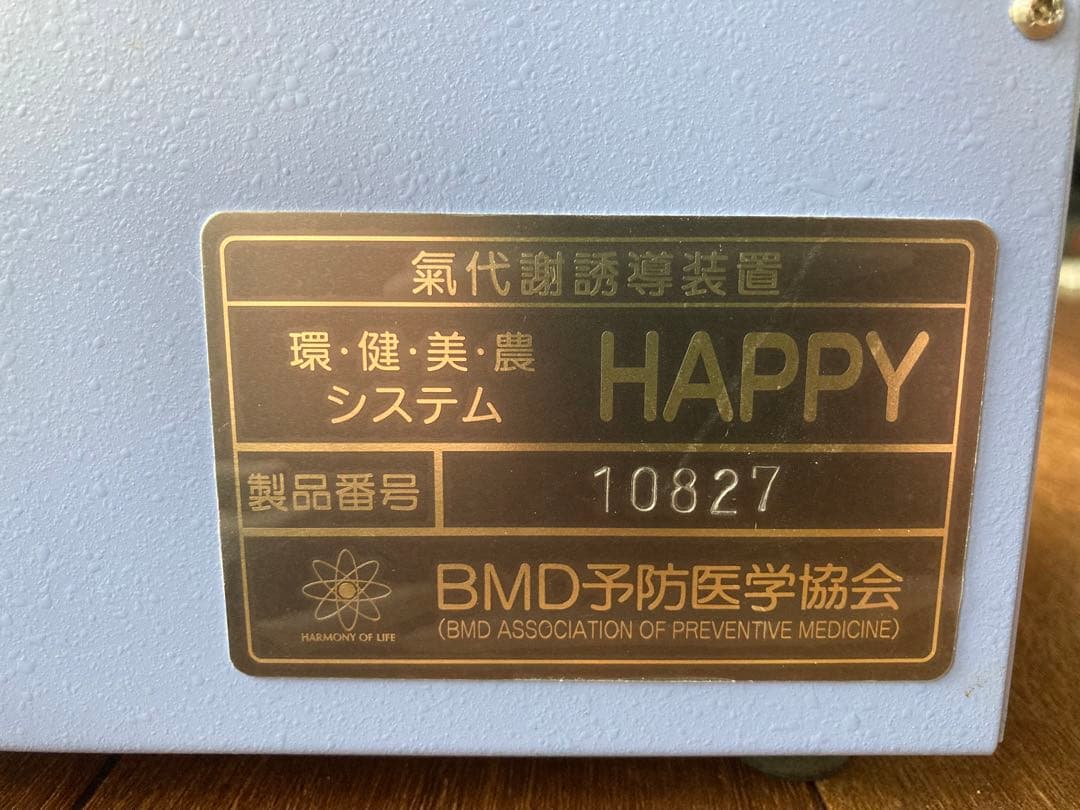 氣代謝誘導装置
環・健・美・農
システム
HAPPY
製品番号
10827
HARMONY OF LIFE
BMD予防医学協会
(BMD ASSOCIATION OF PREVENTIVE MEDICINE)